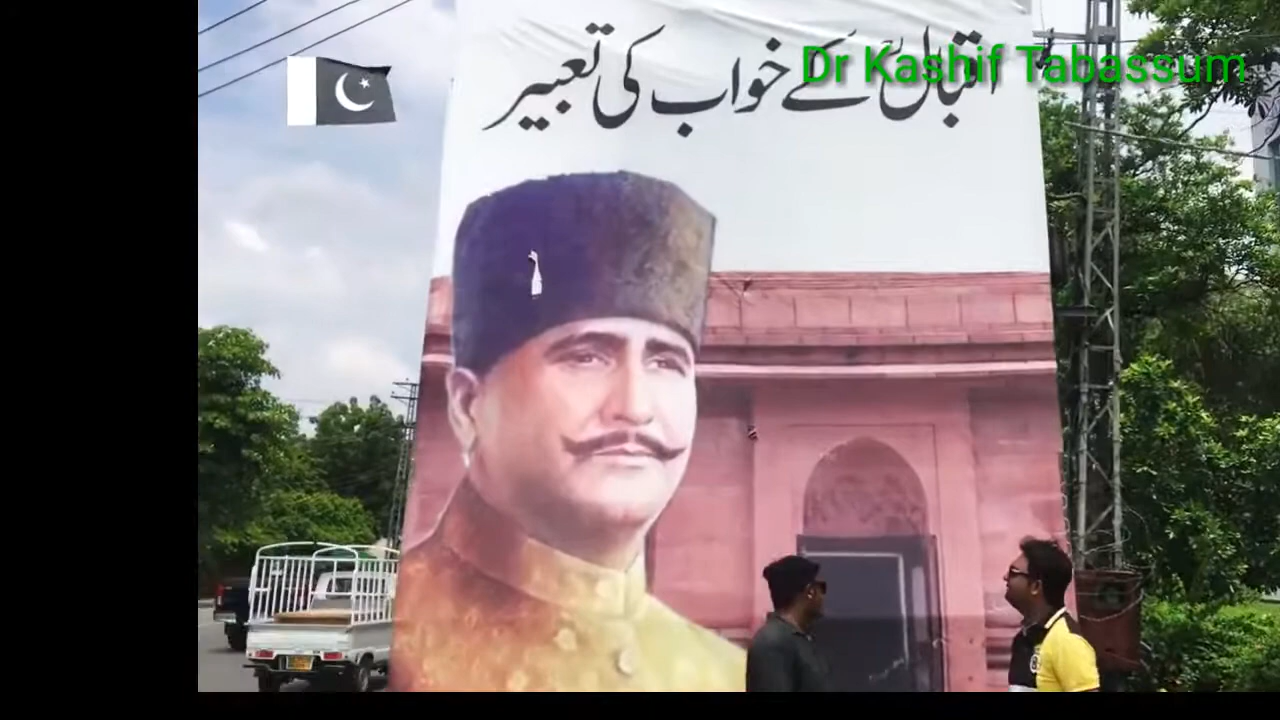 اقبالؒ کے خواب کی تعبیر
Dr Kashif Tabassum